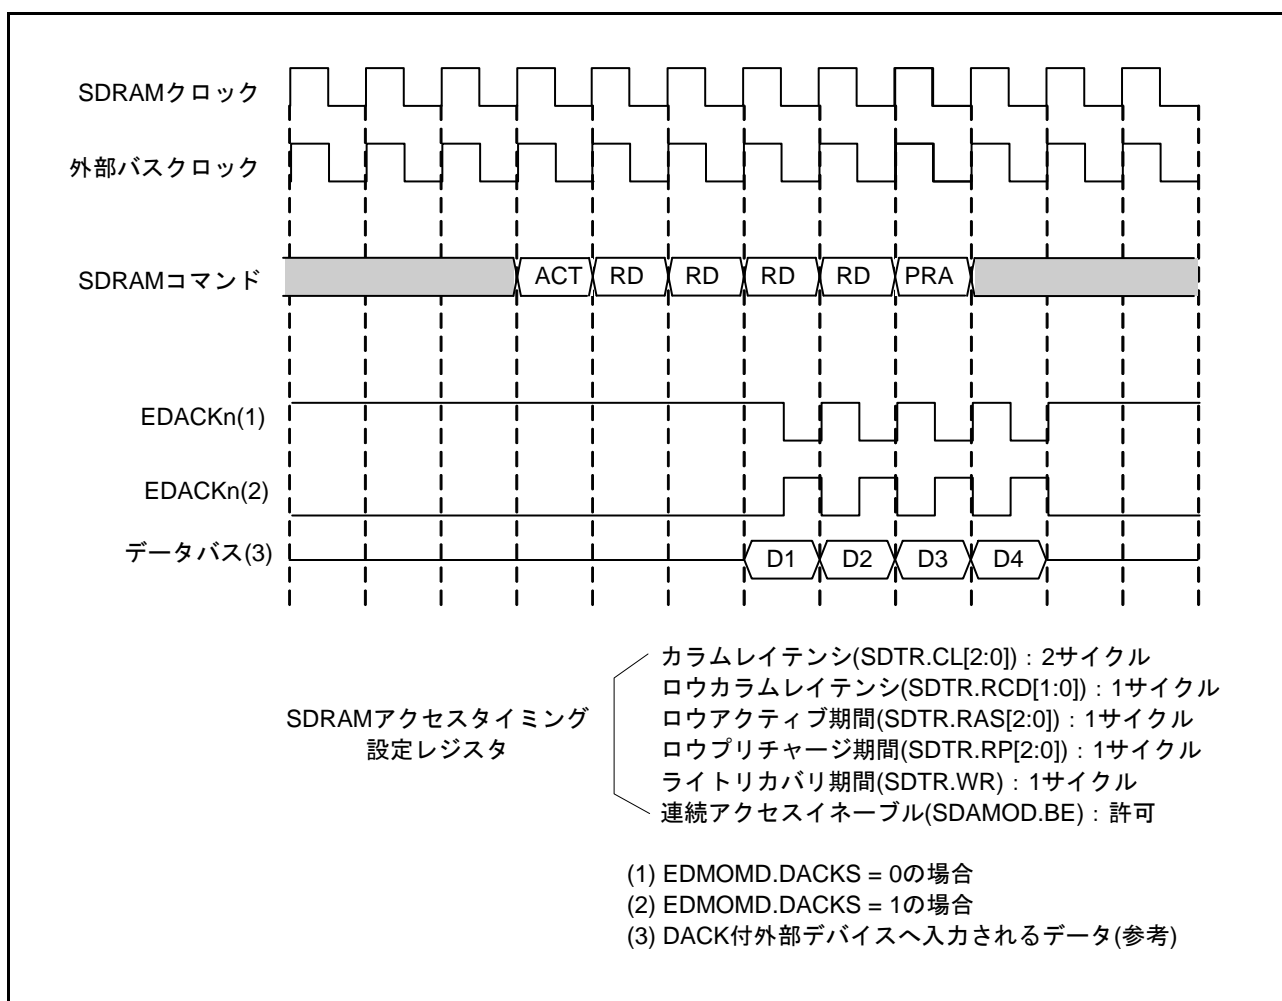 SDRAMクロック
外部バスクロック
SDRAMコマンド
ACT RD RD RD RD PRA
EDACKn(1)
EDACKn(2)
データバス(3)
D1 D2 D3 D4
SDRAMアクセスタイミング
設定レジスタ
カラムレイテンシ(SDTR.CL[2:0])：2サイクル
ロウカラムレイテンシ(SDTR.RCD[1:0])：1サイクル
ロウアクティブ期間(SDTR.RAS[2:0])：1サイクル
ロウプリチャージ期間(SDTR.RP[2:0])：1サイクル
ライトリカバリ期間(SDTR.WR)：1サイクル
連続アクセスイネーブル(SDAMOD.BE)：許可
(1) EDMOMD.DACKS = 0の場合
(2) EDMOMD.DACKS = 1の場合
(3) DACK付外部デバイスへ入力されるデータ(参考)